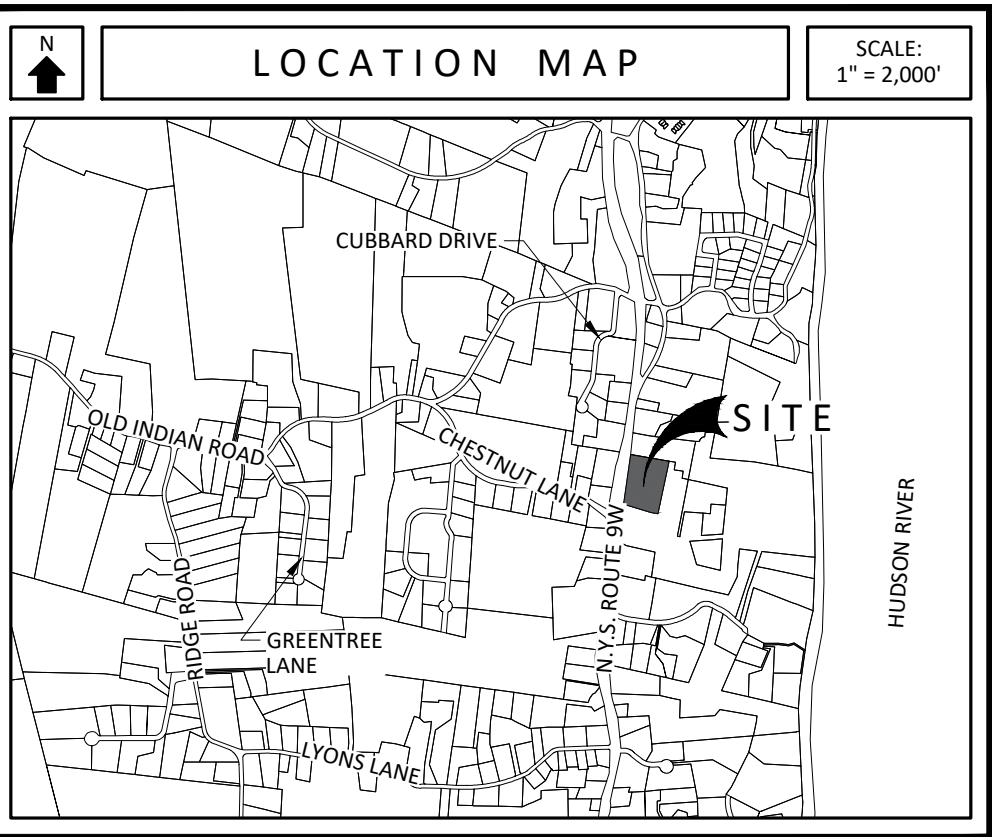 N
LOCATION MAP
SCALE:
1" = 2,000'
CUBBARD DRIVE
SITE
OLD INDIAN ROAD
CHESTNUT LANE
N.Y.S. ROUTE 9W
HUDSON RIVER
RIDGE ROAD
GREENTREE
LANE
LYONS LANE